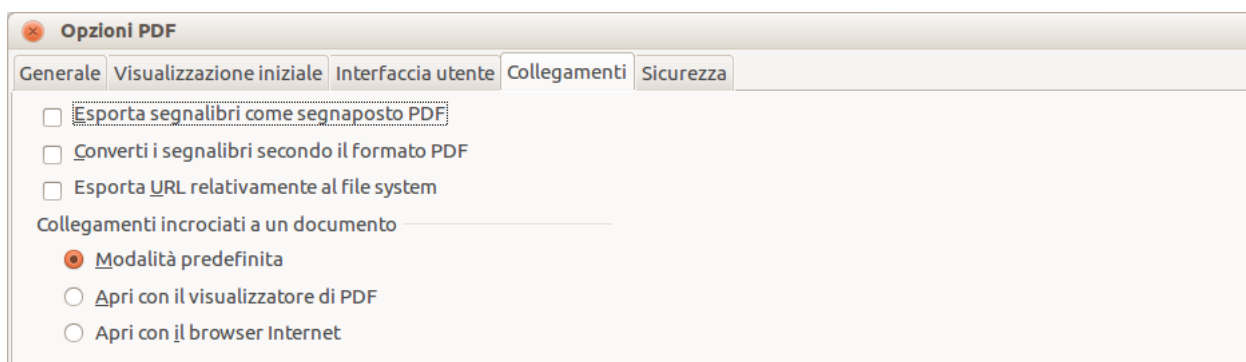 Opzioni PDF
Generale Visualizzazione iniziale Interfaccia utente Collegamenti Sicurezza
Esporta segnalibri come segnaposto PDF
Converti i segnalibri secondo il formato PDF
Esporta URL relativamente al file system
Collegamenti incrociati a un documento
Modalità predefinita
Apri con il visualizzatore di PDF
Apri con il browser Internet